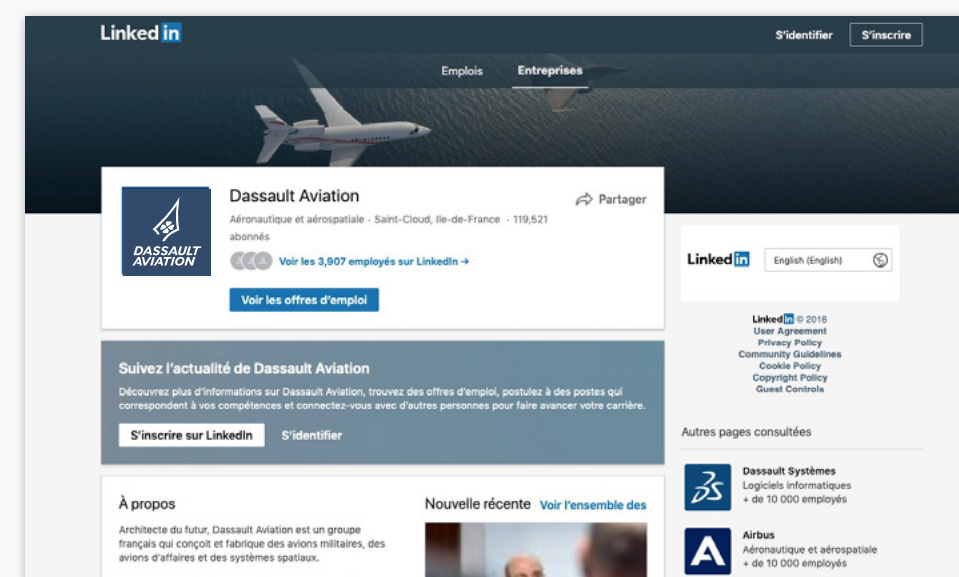 Linked in
S'identifier
S'inscrire
Emplois
Entreprises
DASSAULT
AVIATION
Dassault Aviation
Partager
Aéronautique et aérospatiale · Saint-Cloud, Ile-de-France · 119,521
abonnés
Voir les 3,907 employés sur LinkedIn →
Voir les offres d'emploi
Suivez l'actualité de Dassault Aviation
Découvrez plus d'informations sur Dassault Aviation, trouvez des offres d'emploi, postulez à des postes qui
correspondent à vos compétences et connectez-vous avec d'autres personnes pour faire avancer votre carrière.
S'inscrire sur LinkedIn
S'identifier
À propos
Architecte du futur, Dassault Aviation est un groupe
français qui conçoit et fabrique des avions militaires, des
avions d'affaires et des systèmes spatiaux.
Nouvelle récente
Voir l'ensemble des
Linked in
English (English)
Linked in © 2018
User Agreement
Privacy Policy
Community Guidelines
Cookie Policy
Copyright Policy
Guest Controls
Autres pages consultées
Dassault Systèmes
Logiciels informatiques
+ de 10 000 employés
Airbus
Aéronautique et aérospatiale
+ de 10 000 employés